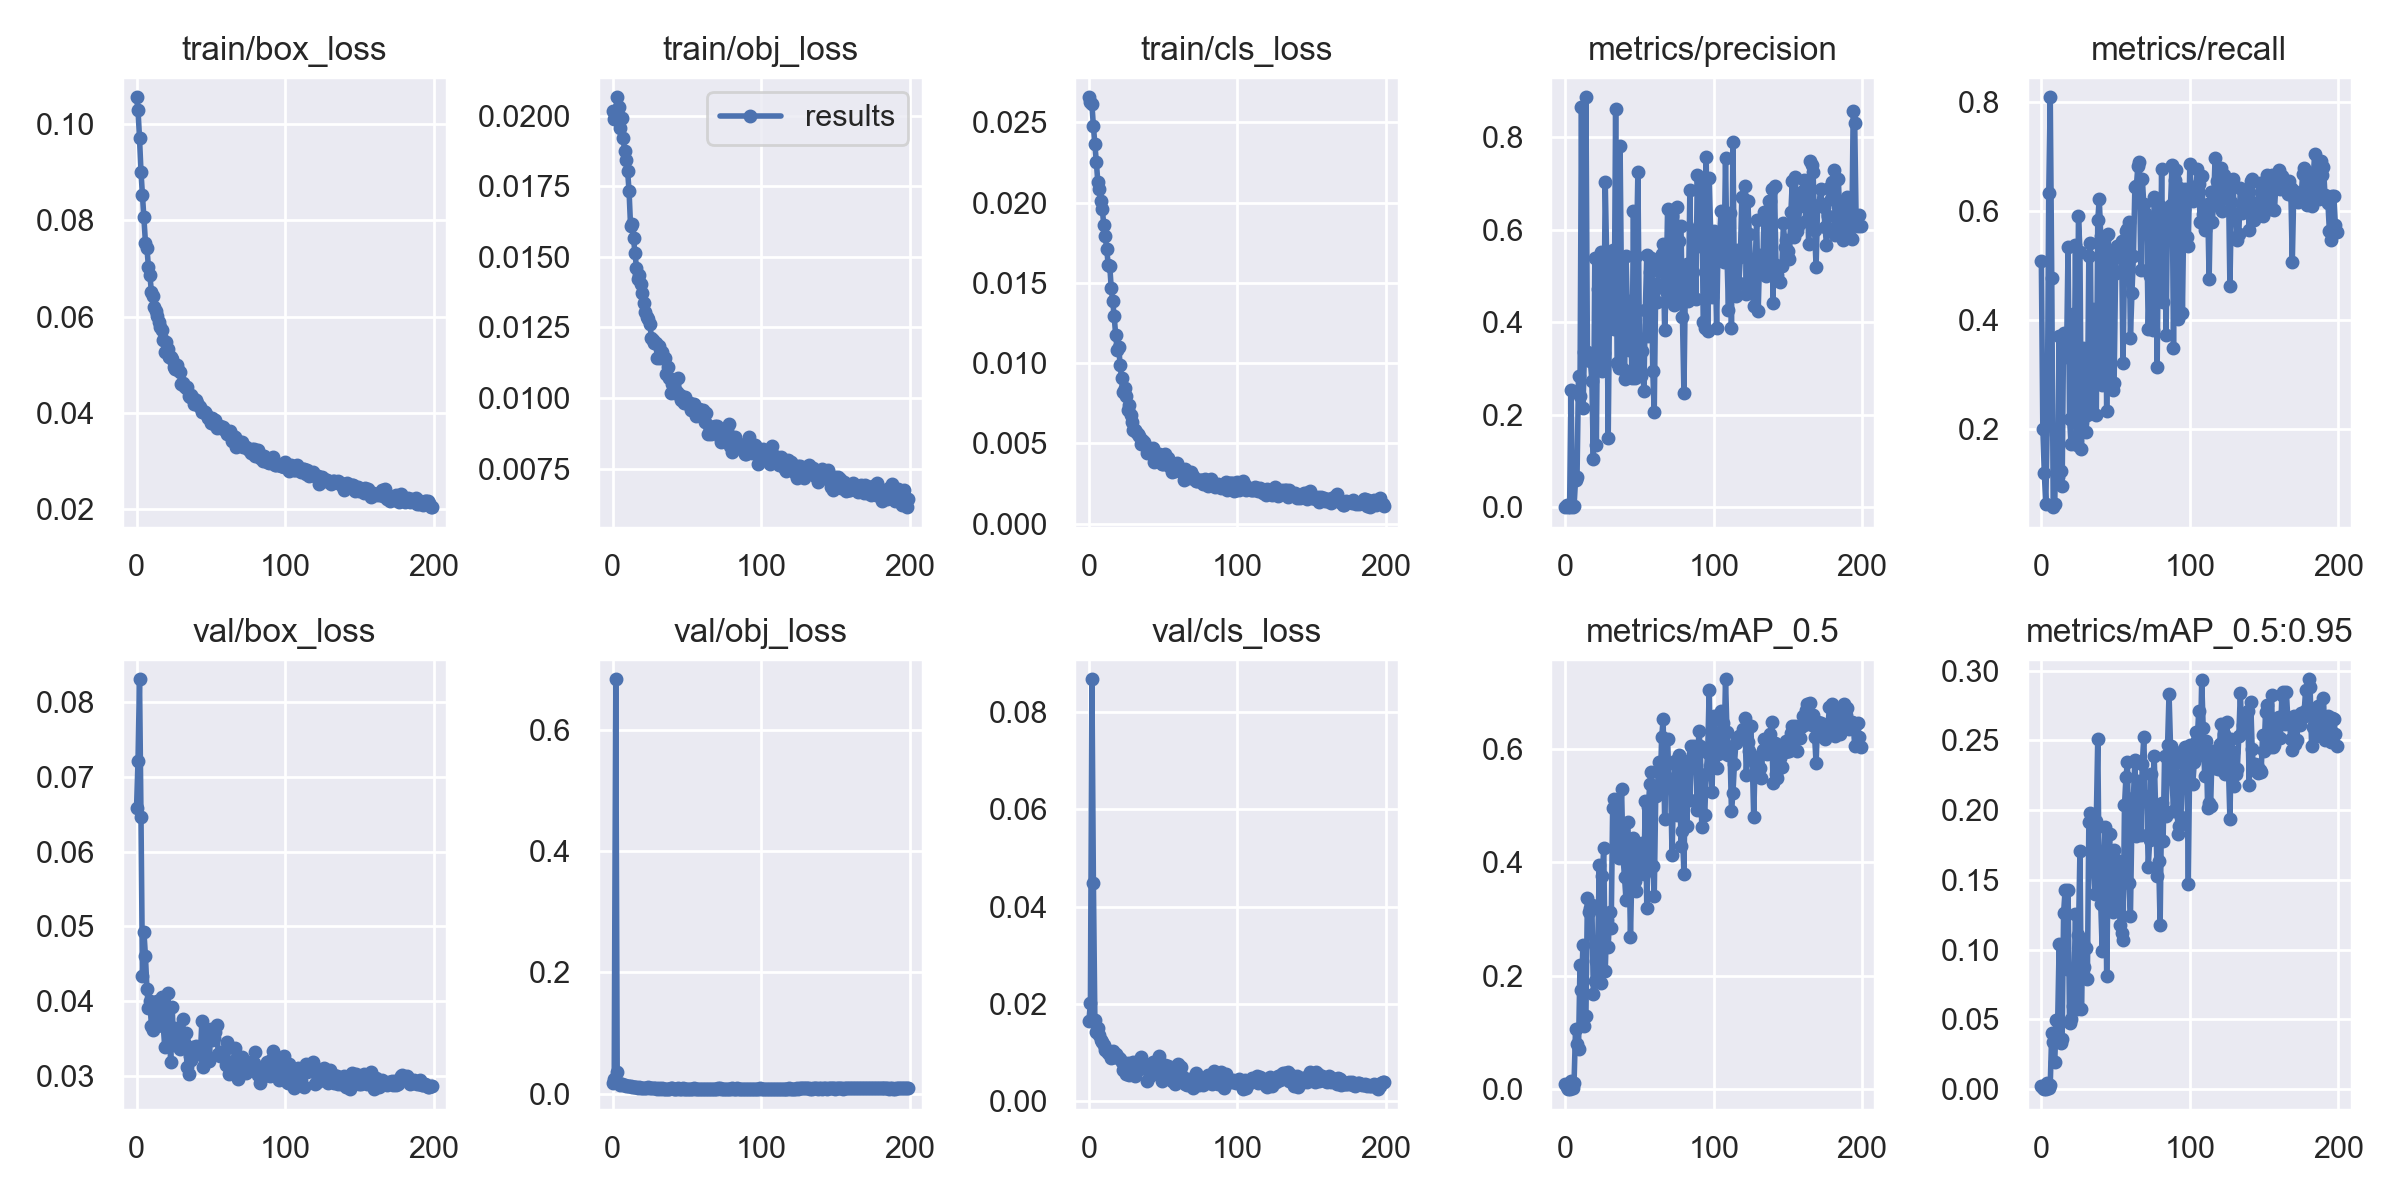 train/box_loss
0.10
0.08
0.06
0.04
0.02
0 100 200
train/obj_loss
results
0.0200
0.0175
0.0150
0.0125
0.0100
0.0075
0 100 200
train/cls_loss
0.025
0.020
0.015
0.010
0.005
0.000
0 100 200
metrics/precision
0.8
0.6
0.4
0.2
0.0
0 100 200
metrics/recall
0.8
0.6
0.4
0.2
0 100 200
val/box_loss
0.08
0.07
0.06
0.05
0.04
0.03
0 100 200
val/obj_loss
0.6
0.4
0.2
0.0
0 100 200
val/cls_loss
0.08
0.06
0.04
0.02
0.00
0 100 200
metrics/mAP_0.5
0.6
0.4
0.2
0.0
0 100 200
metrics/mAP_0.5:0.95
0.30
0.25
0.20
0.15
0.10
0.05
0.00
0 100 200